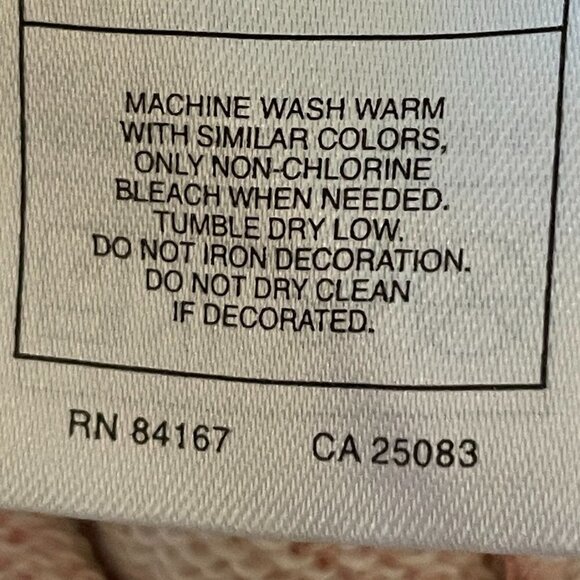 MACHINE WASH WARM
WITH SIMILAR COLORS,
ONLY NON-CHLORINE
BLEACH WHEN NEEDED.
TUMBLE DRY LOW.
DO NOT IRON DECORATION.
DO NOT DRY CLEAN
IF DECORATED.
RN 84167 CA 25083